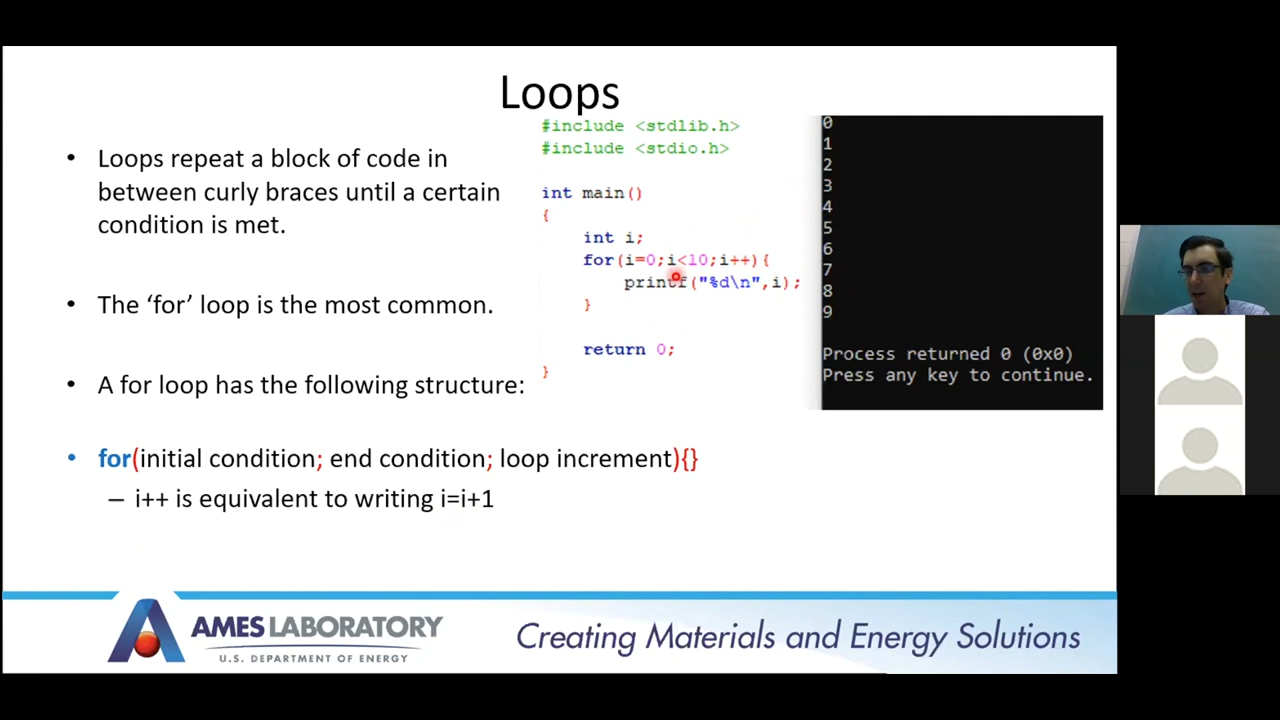 Loops
• Loops repeat a block of code in
between curly braces until a certain
condition is met.
• The ‘for’ loop is the most common.
• A for loop has the following structure:
• for(initial condition; end condition; loop increment){}
– i++ is equivalent to writing i=i+1
#include <stdlib.h>
#include <stdio.h>
int main()
{
int i;
for(i=0;i<10;i++){
printf("%d\n",i);
}
return 0;
}
0
1
2
3
4
5
6
7
8
9
Process returned 0 (0x0)
Press any key to continue.
AMES LABORATORY
U.S. DEPARTMENT OF ENERGY
Creating Materials and Energy Solutions